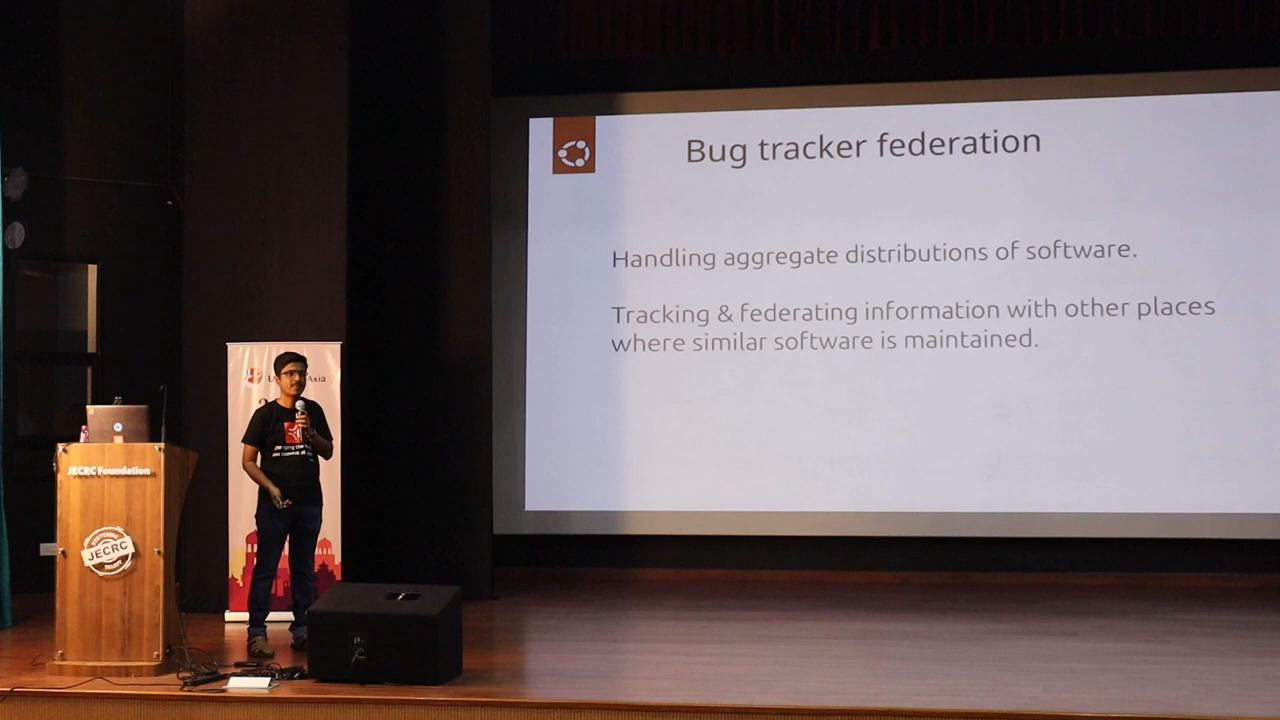 Bug tracker federation
Handling aggregate distributions of software.
Tracking & federating information with other places
where similar software is maintained.
Asia
JECRC Foundation
JECRC